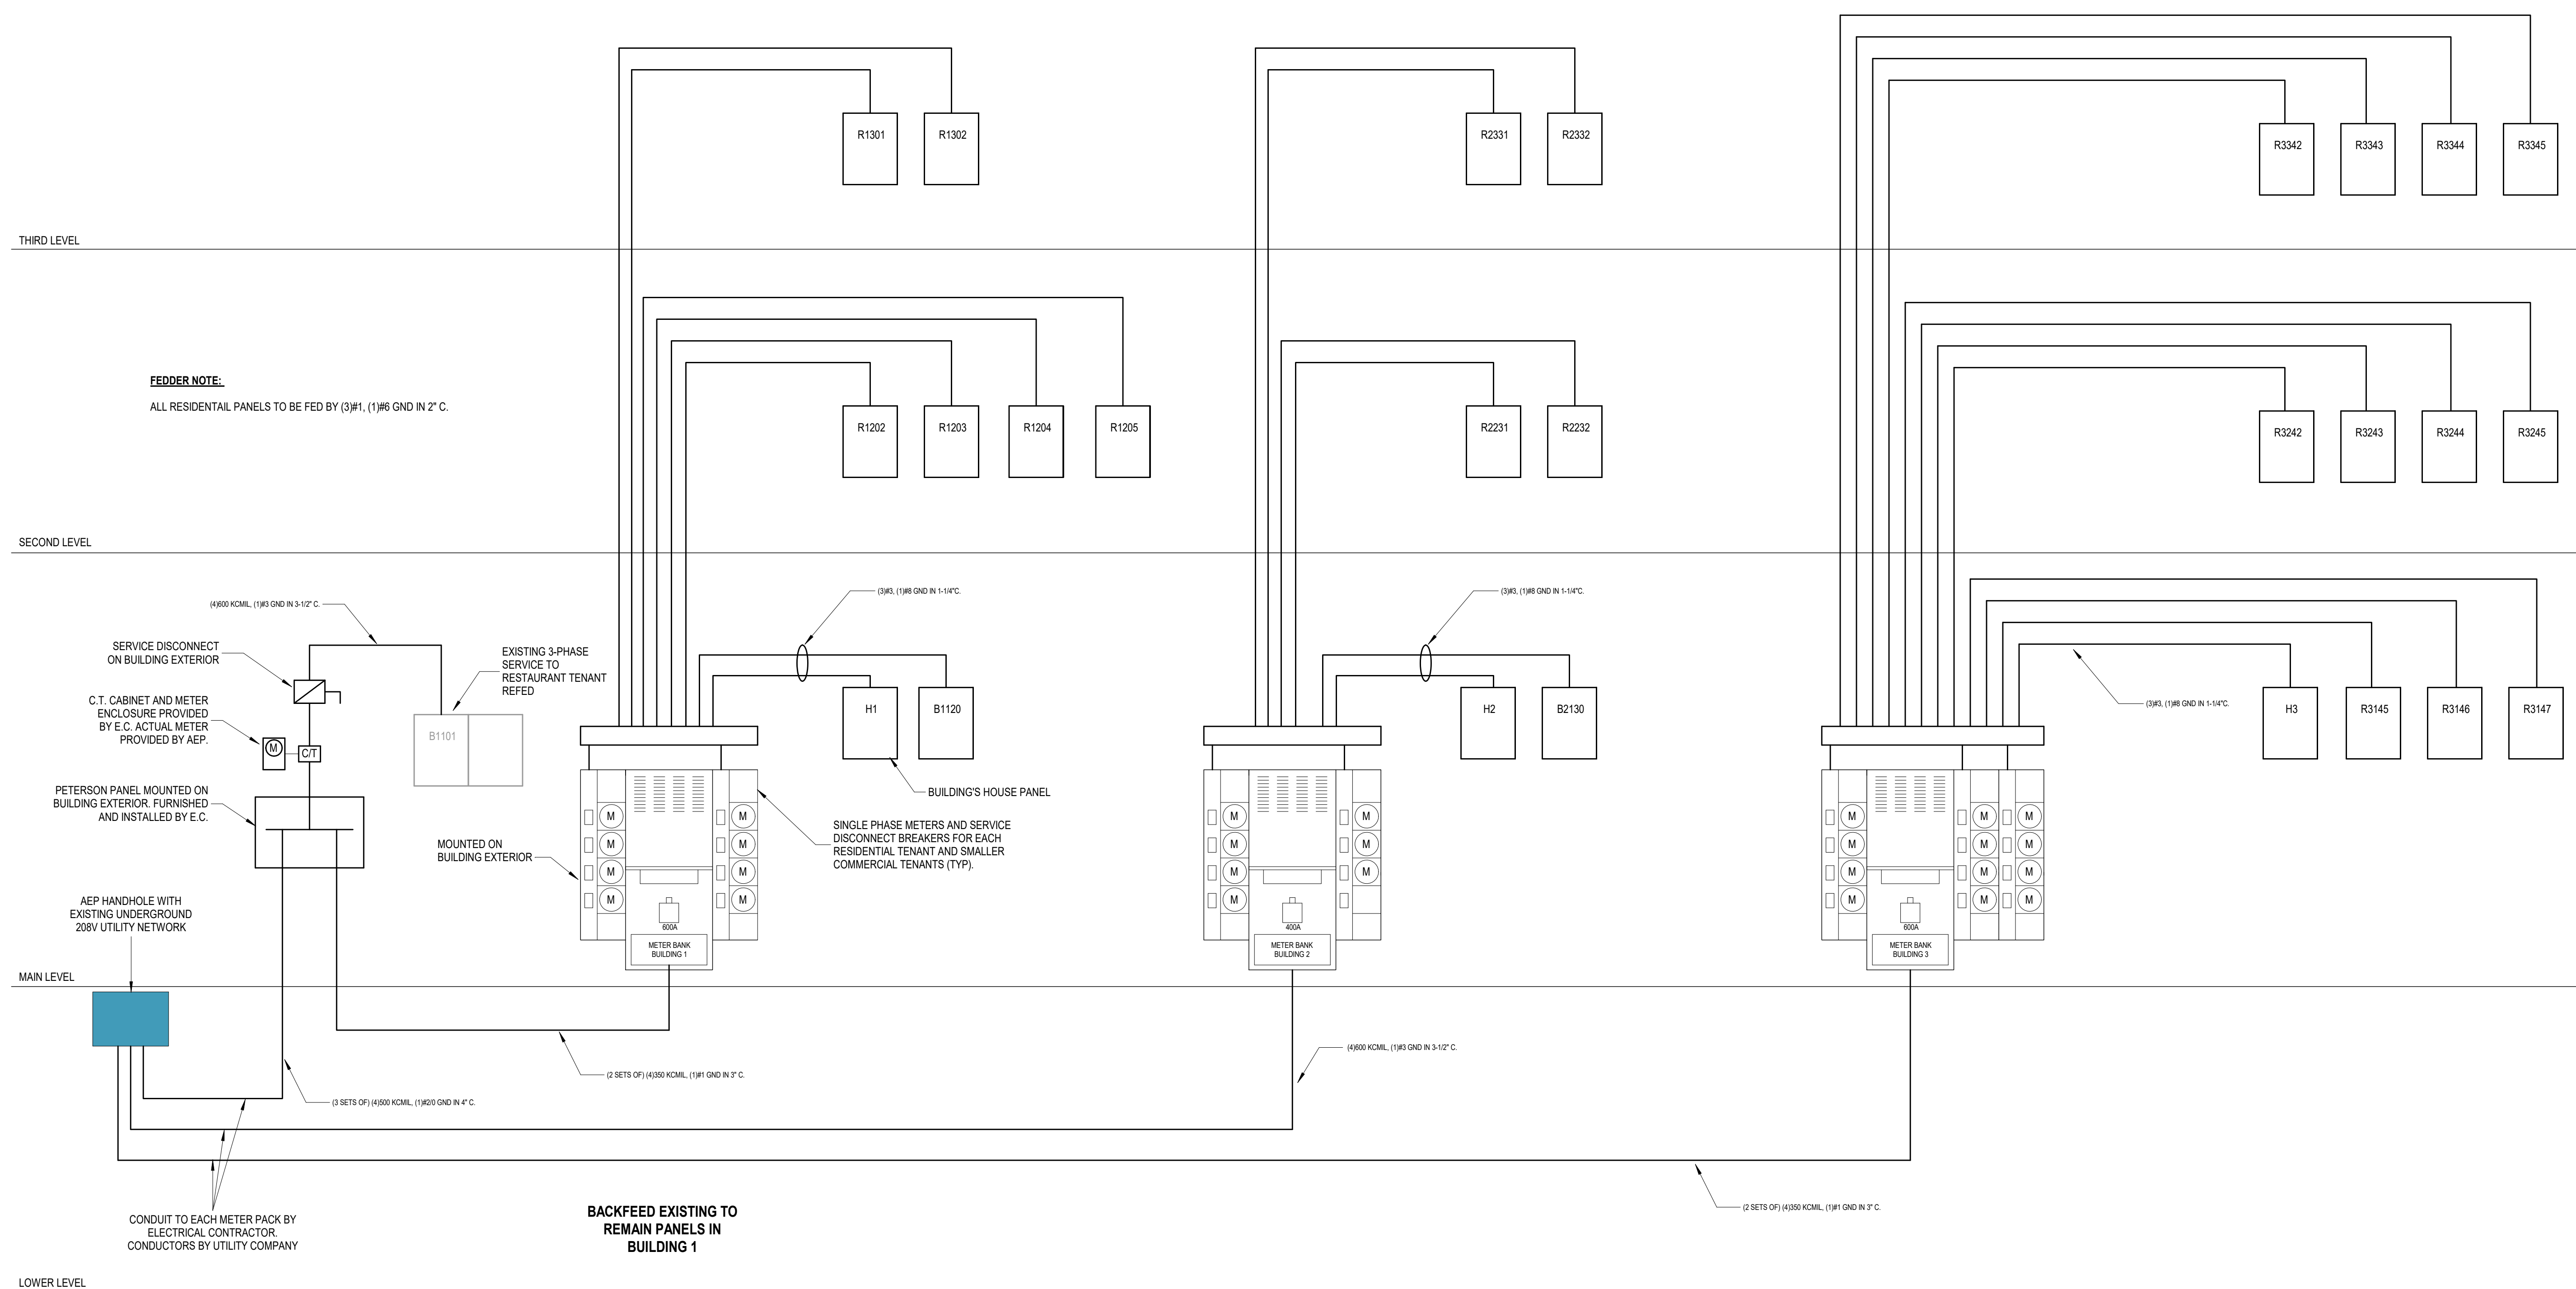 R1301
R1302
R2331
R2332
R3342
R3343
R3344
R3345
THIRD LEVEL
FEDDER NOTE:
ALL RESIDENTAIL PANELS TO BE FED BY (3)#1, (1)#6 GND IN 2" C.
R1202
R1203
R1204
R1205
R2231
R2232
R3242
R3243
R3244
R3245
SECOND LEVEL
(4)600 KCMIL, (1)#3 GND IN 3-1/2" C.
SERVICE DISCONNECT
ON BUILDING EXTERIOR
C.T. CABINET AND METER
ENCLOSURE PROVIDED
BY E.C. ACTUAL METER
PROVIDED BY AEP.
M
C/T
PETERSON PANEL MOUNTED ON
BUILDING EXTERIOR. FURNISHED
AND INSTALLED BY E.C.
EXISTING 3-PHASE
SERVICE TO
RESTAURANT TENANT
REFED
B1101
(3)#3, (1)#8 GND IN 1-1/4"C.
H1
B1120
BUILDING'S HOUSE PANEL
SINGLE PHASE METERS AND SERVICE
DISCONNECT BREAKERS FOR EACH
RESIDENTIAL TENANT AND SMALLER
COMMERCIAL TENANTS (TYP).
MOUNTED ON
BUILDING EXTERIOR
M M
M M
M M
M M
600A
METER BANK
BUILDING 1
(3)#3, (1)#8 GND IN 1-1/4"C.
H2
B2130
M M
M M
M M
M
400A
METER BANK
BUILDING 2
(3)#3, (1)#8 GND IN 1-1/4"C.
H3
R3145
R3146
R3147
M M M
M M M
M M M
M M M
600A
METER BANK
BUILDING 3
AEP HANDHOLE WITH
EXISTING UNDERGROUND
208V UTILITY NETWORK
MAIN LEVEL
(4)600 KCMIL, (1)#3 GND IN 3-1/2" C.
(2 SETS OF) (4)350 KCMIL, (1)#1 GND IN 3" C.
(3 SETS OF) (4)500 KCMIL, (1)#2/0 GND IN 4" C.
(2 SETS OF) (4)350 KCMIL, (1)#1 GND IN 3" C.
CONDUIT TO EACH METER PACK BY
ELECTRICAL CONTRACTOR.
CONDUCTORS BY UTILITY COMPANY
BACKFEED EXISTING TO
REMAIN PANELS IN
BUILDING 1
LOWER LEVEL